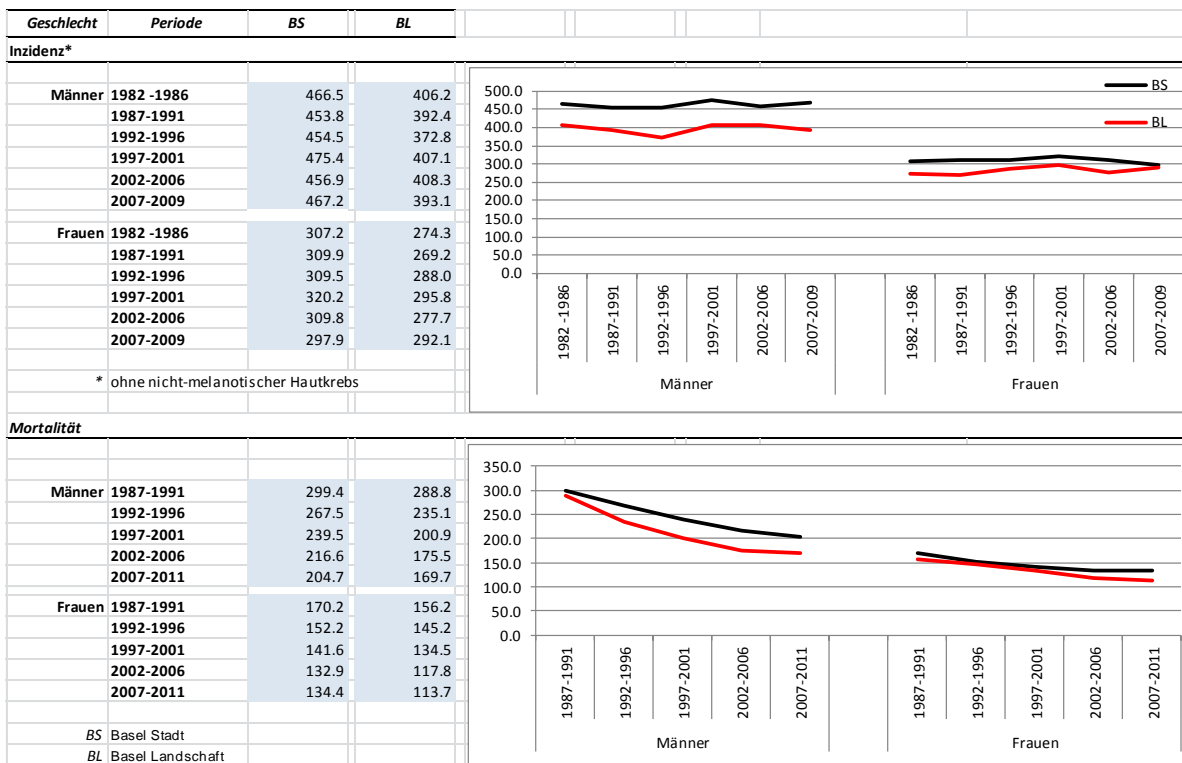 Geschlecht Periode BS BL
Inzidenz*
Männer 1982 -1986 466.5 406.2
1987-1991 453.8 392.4
1992-1996 454.5 372.8
1997-2001 475.4 407.1
2002-2006 456.9 408.3
2007-2009 467.2 393.1
Frauen 1982 -1986 307.2 274.3
1987-1991 309.9 269.2
1992-1996 309.5 288.0
1997-2001 320.2 295.8
2002-2006 309.8 277.7
2007-2009 297.9 292.1
* ohne nicht-melanotischer Hautkrebs
500.0
450.0
400.0
350.0
300.0
250.0
200.0
150.0
100.0
50.0
0.0
BS
BL
1982 -1986
1987-1991
1992-1996
1997-2001
2002-2006
2007-2009
1982 -1986
1987-1991
1992-1996
1997-2001
2002-2006
2007-2009
Männer Frauen
Mortalität
Männer 1987-1991 299.4 288.8
1992-1996 267.5 235.1
1997-2001 239.5 200.9
2002-2006 216.6 175.5
2007-2011 204.7 169.7
Frauen 1987-1991 170.2 156.2
1992-1996 152.2 145.2
1997-2001 141.6 134.5
2002-2006 132.9 117.8
2007-2011 134.4 113.7
BS Basel Stadt
BL Basel Landschaft
350.0
300.0
250.0
200.0
150.0
100.0
50.0
0.0
1987-1991
1992-1996
1997-2001
2002-2006
2007-2011
1987-1991
1992-1996
1997-2001
2002-2006
2007-2011
Männer Frauen